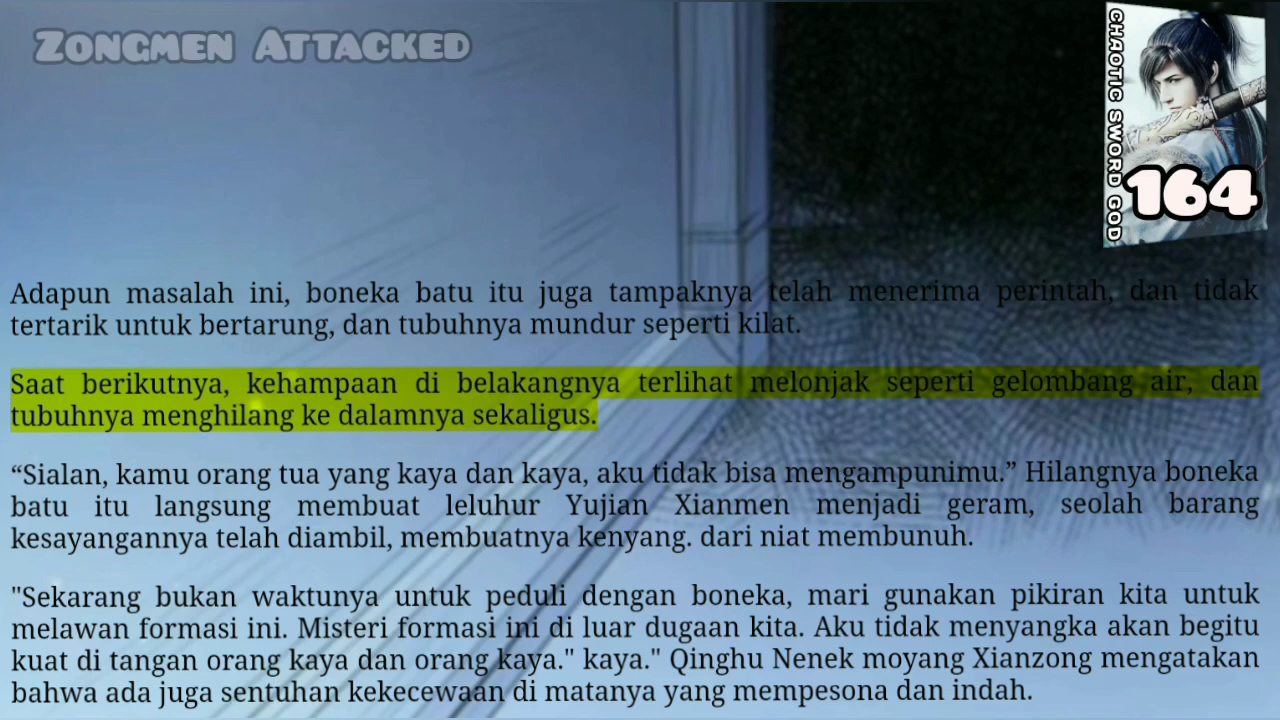 Zongmen Attacked
CHAOTIC SWORD GOD
164
Adapun masalah ini, boneka batu itu juga tampaknya telah menerima perintah, dan tidak
tertarik untuk bertarung, dan tubuhnya mundur seperti kilat.
Saat berikutnya, kehampaan di belakangnya terlihat melonjak seperti gelombang air, dan
tubuhnya menghilang ke dalamnya sekaligus.
“Sialan, kamu orang tua yang kaya dan kaya, aku tidak bisa mengampunimu.” Hilangnya boneka
batu itu langsung membuat leluhur Yujian Xianmen menjadi geram, seolah barang
kesayangannya telah diambil, membuatnya kenyang. dari niat membunuh.
"Sekarang bukan waktunya untuk peduli dengan boneka, mari gunakan pikiran kita untuk
melawan formasi ini. Misteri formasi ini di luar dugaan kita. Aku tidak menyangka akan begitu
kuat di tangan orang kaya dan orang kaya." kaya." Qinghu Nenek moyang Xianzong mengatakan
bahwa ada juga sentuhan kekecewaan di matanya yang mempesona dan indah.